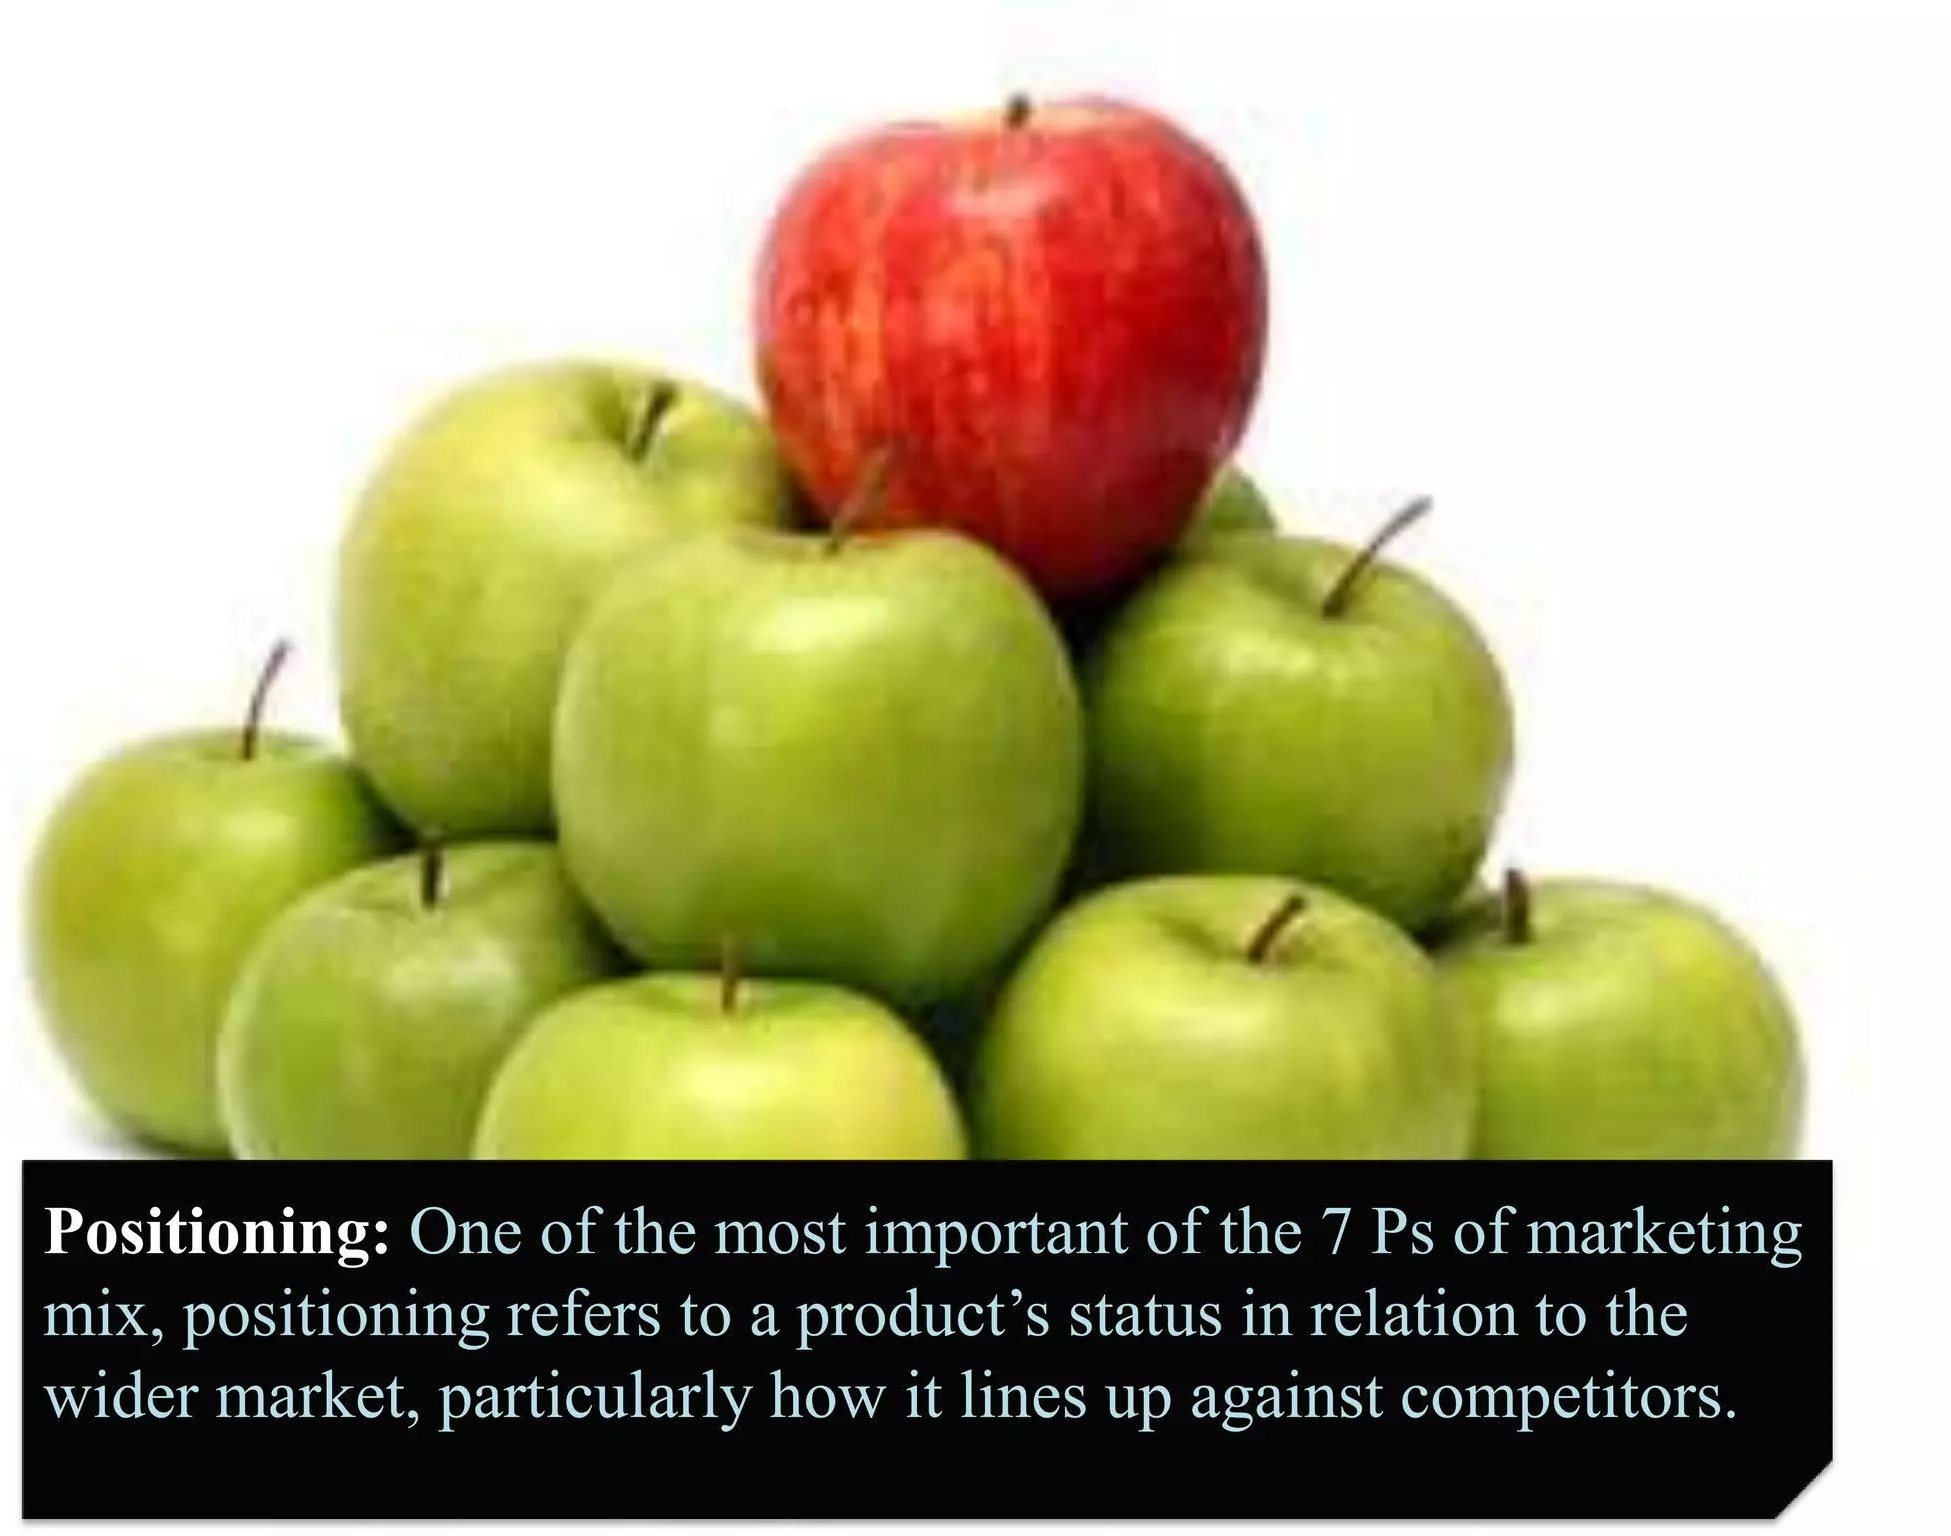 Positioning: One of the most important of the 7 Ps of marketing
mix, positioning refers to a product’s status in relation to the
wider market, particularly how it lines up against competitors.